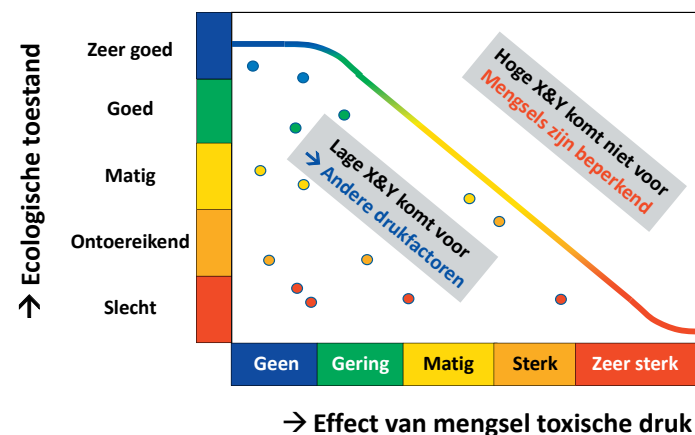 → Ecologische toestand
Zeer goed
Goed
Matig
Ontoereikend
Slecht
Lage X&Y komt voor
→ Andere drukfactoren
Hoge X&Y komt niet voor
Mengsels zijn beperkend
Geen
Gering
Matig
Sterk
Zeer sterk
→ Effect van mengsel toxische druk